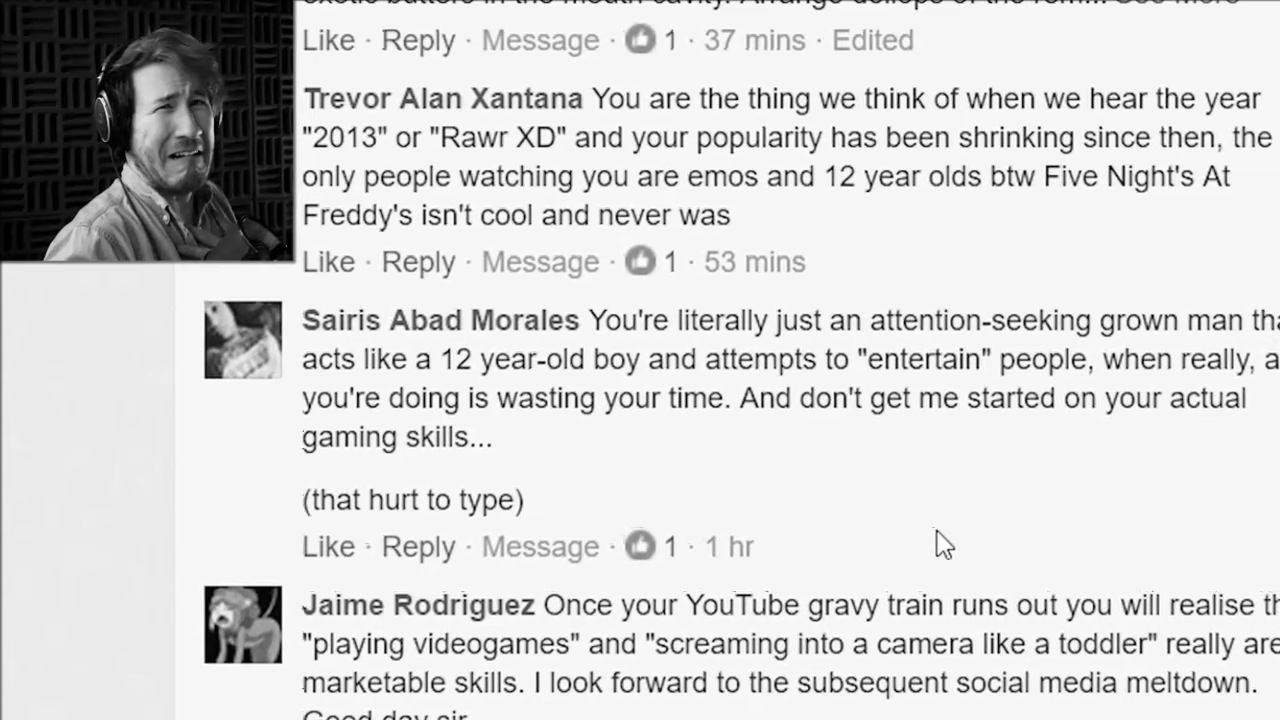 Like · Reply · Message · 1 · 37 mins · Edited
Trevor Alan Xantana You are the thing we think of when we hear the year
"2013" or "Rawr XD" and your popularity has been shrinking since then, the
only people watching you are emos and 12 year olds btw Five Night's At
Freddy's isn't cool and never was
Like · Reply · Message · 1 · 53 mins
Sairis Abad Morales You're literally just an attention-seeking grown man
acts like a 12 year-old boy and attempts to "entertain" people, when really,
you're doing is wasting your time. And don't get me started on your actual
gaming skills...
(that hurt to type)
Like · Reply · Message · 1 · 1 hr
Jaime Rodriguez Once your YouTube gravy train runs out you will realise
"playing videogames" and "screaming into a camera like a toddler" really are
marketable skills. I look forward to the subsequent social media meltdown.
Good day sir